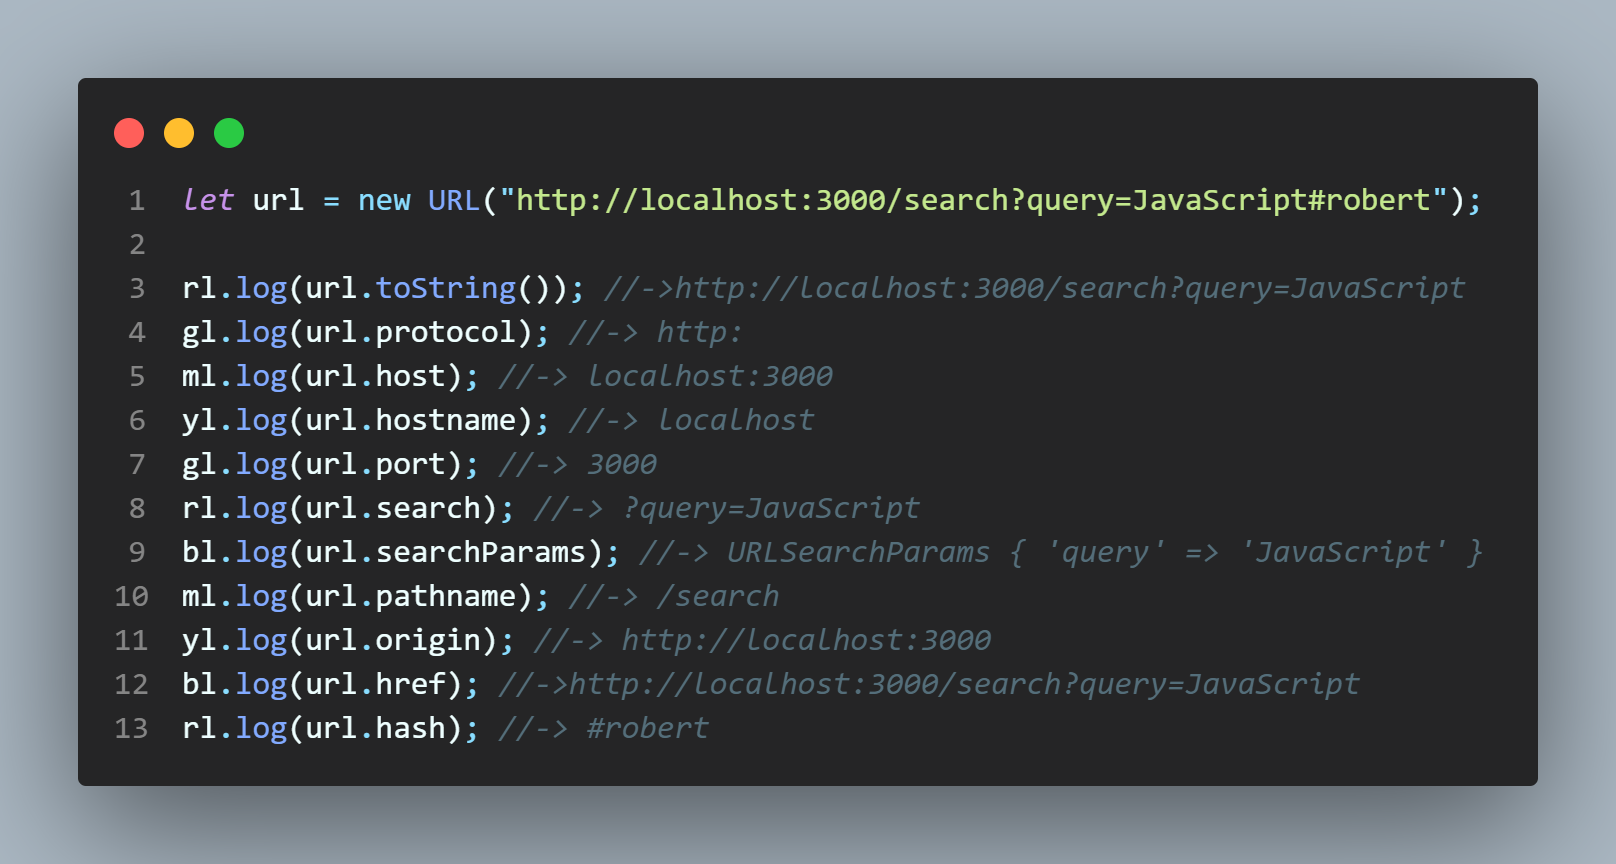 1 let url = new URL("http://localhost:3000/search?query=JavaScript#robert");
2
3 rl.log(url.toString()); //->http://localhost:3000/search?query=JavaScript
4 gl.log(url.protocol); //-> http:
5 ml.log(url.host); //-> localhost:3000
6 yl.log(url.hostname); //-> localhost
7 gl.log(url.port); //-> 3000
8 rl.log(url.search); //-> ?query=JavaScript
9 bl.log(url.searchParams); //-> URLSearchParams { 'query' => 'JavaScript' }
10 ml.log(url.pathname); //-> /search
11 yl.log(url.origin); //-> http://localhost:3000
12 bl.log(url.href); //->http://localhost:3000/search?query=JavaScript
13 rl.log(url.hash); //-> #robert